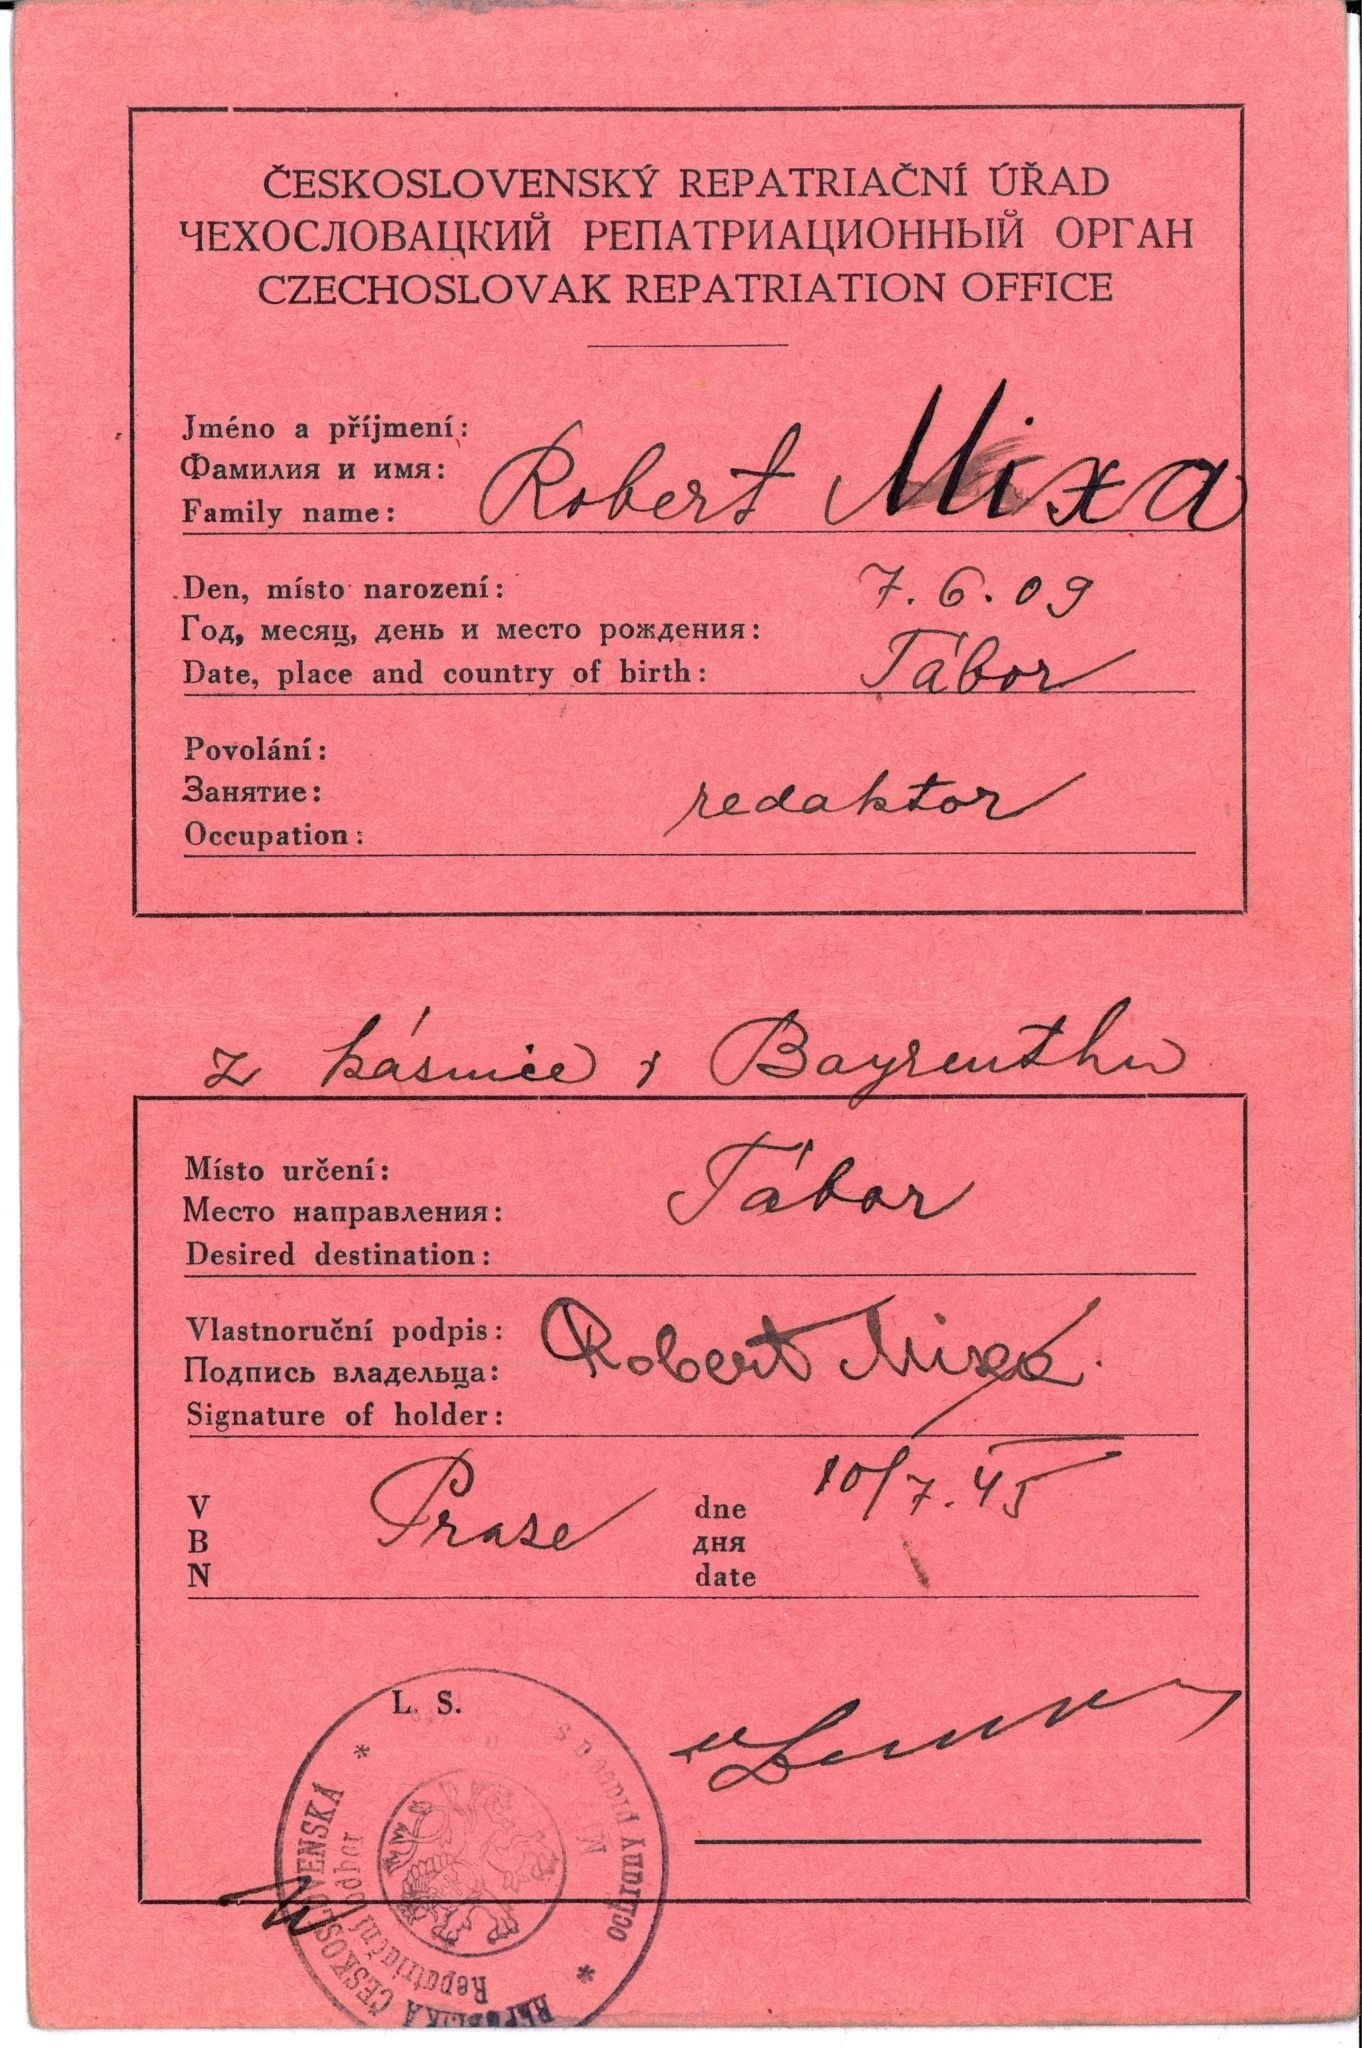 ČESKOSLOVENSKÝ REPATRIAČNÍ ÚŘAD
ЧЕХОСЛОВАЦКИЙ РЕПАТРИАЦИОННЫЙ ОРГАН
CZECHOSLOVAK REPATRIATION OFFICE
Jméno a příjmení:
Фамилия и имя:
Family name: Robert Mixa
Den, místo narození: 7. 6. 09
Год, месяц, день и место рождения:
Date, place and country of birth: Tábor
Povolání:
Занятие: redaktor
Occupation:
z káznice v Bayreuthu
Místo určení: Tábor
Место направления:
Desired destination:
Vlastnoruční podpis: Robert Mixa
Подпись владельца:
Signature of holder:
V Praze dne 10/7. 45
В дня
N date
L. S.
REPUBLIKA ČESKOSLOVENSKÁ
Repatriační odbor
ochrany